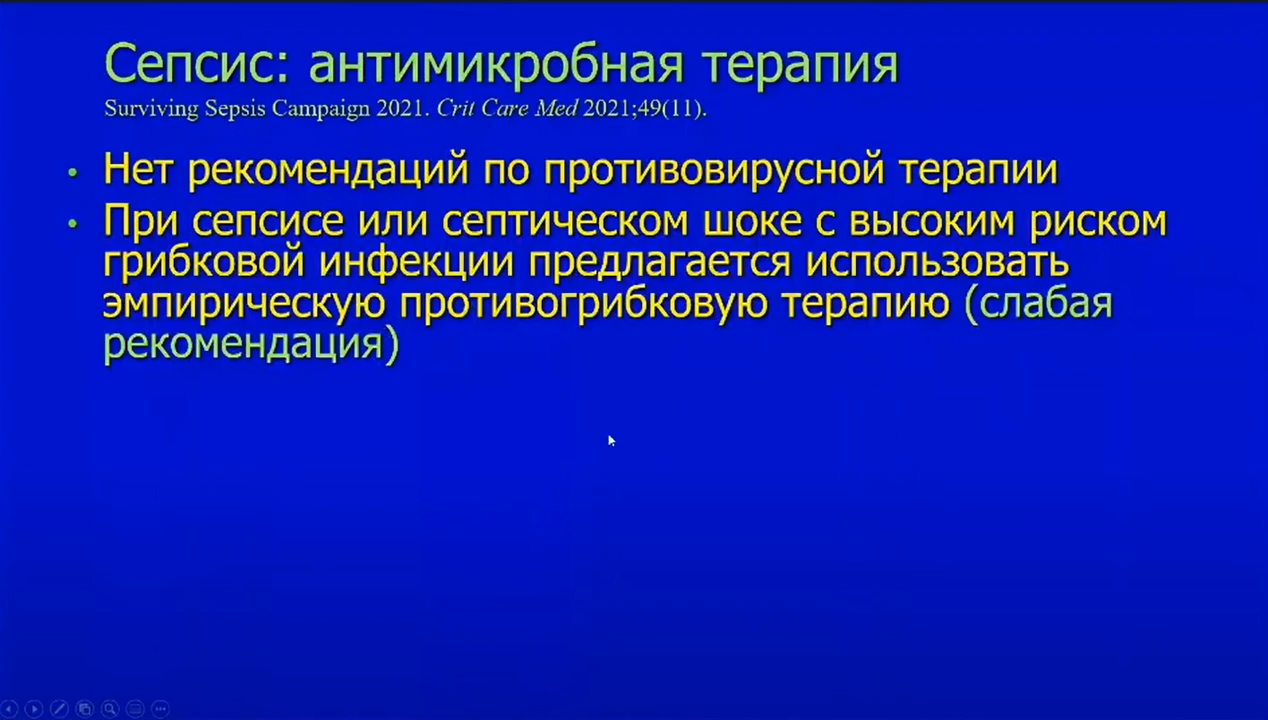 Сепсис: антимикробная терапия
Surviving Sepsis Campaign 2021. Crit Care Med 2021;49(11).
• Нет рекомендаций по противовирусной терапии
• При сепсисе или септическом шоке с высоким риском
грибковой инфекции предлагается использовать
эмпирическую противогрибковую терапию (слабая
рекомендация)